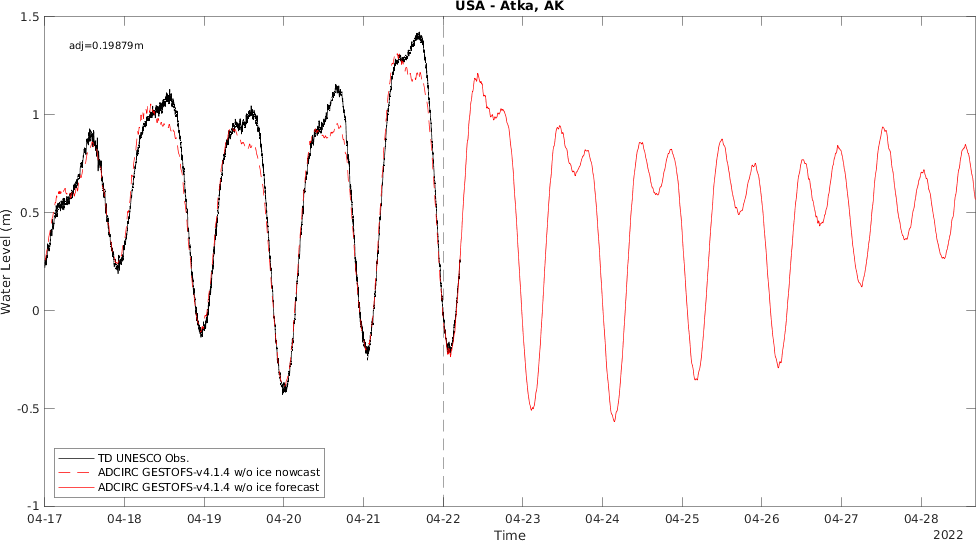 USA - Atka, AK
adj=0.19879m
1.5
1
0.5
0
-0.5
-1
Water Level (m)
TD UNESCO Obs.
ADCIRC GESTOFS-v4.1.4 w/o ice nowcast
ADCIRC GESTOFS-v4.1.4 w/o ice forecast
04-17 04-18 04-19 04-20 04-21 04-22 04-23 04-24 04-25 04-26 04-27 04-28
Time
2022